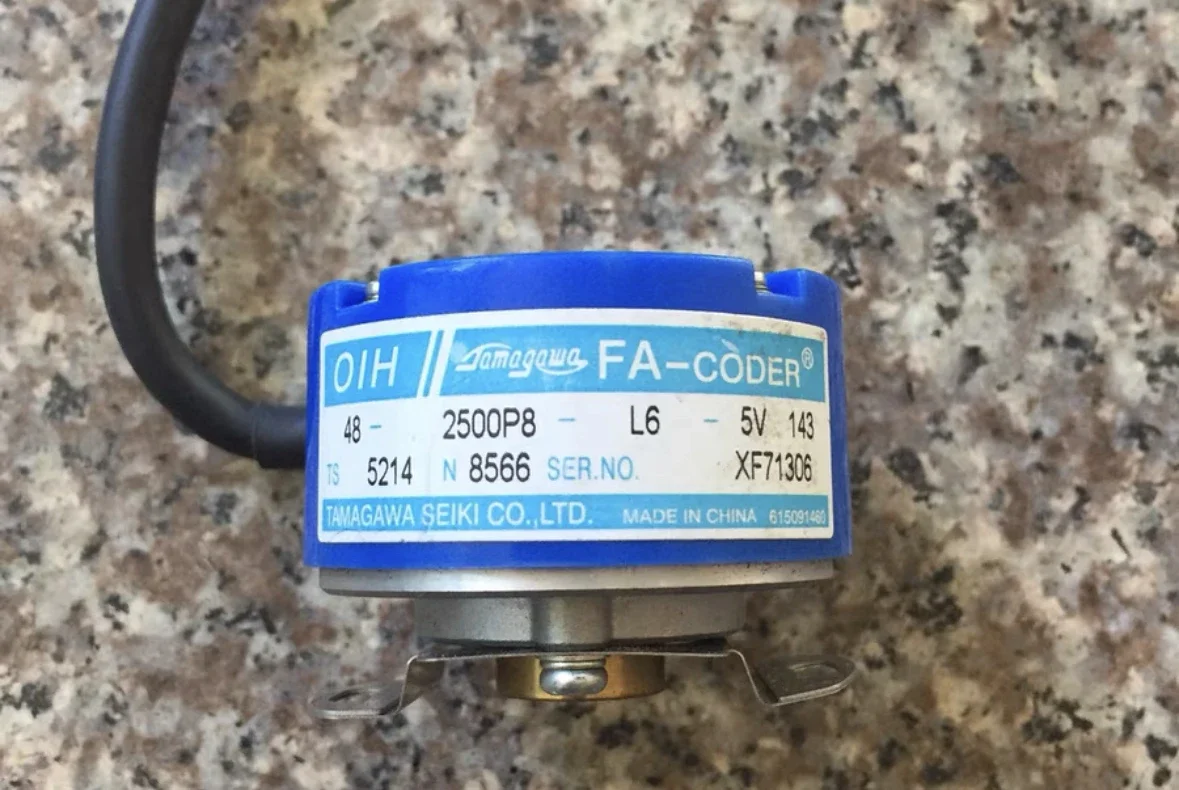 OIH Tamagawa FA-CODER®
48 - 2500P8 - L6 - 5V 143
TS 5214 N 8566 SER.NO. XF71306
TAMAGAWA SEIKI CO.,LTD. MADE IN CHINA 615091460